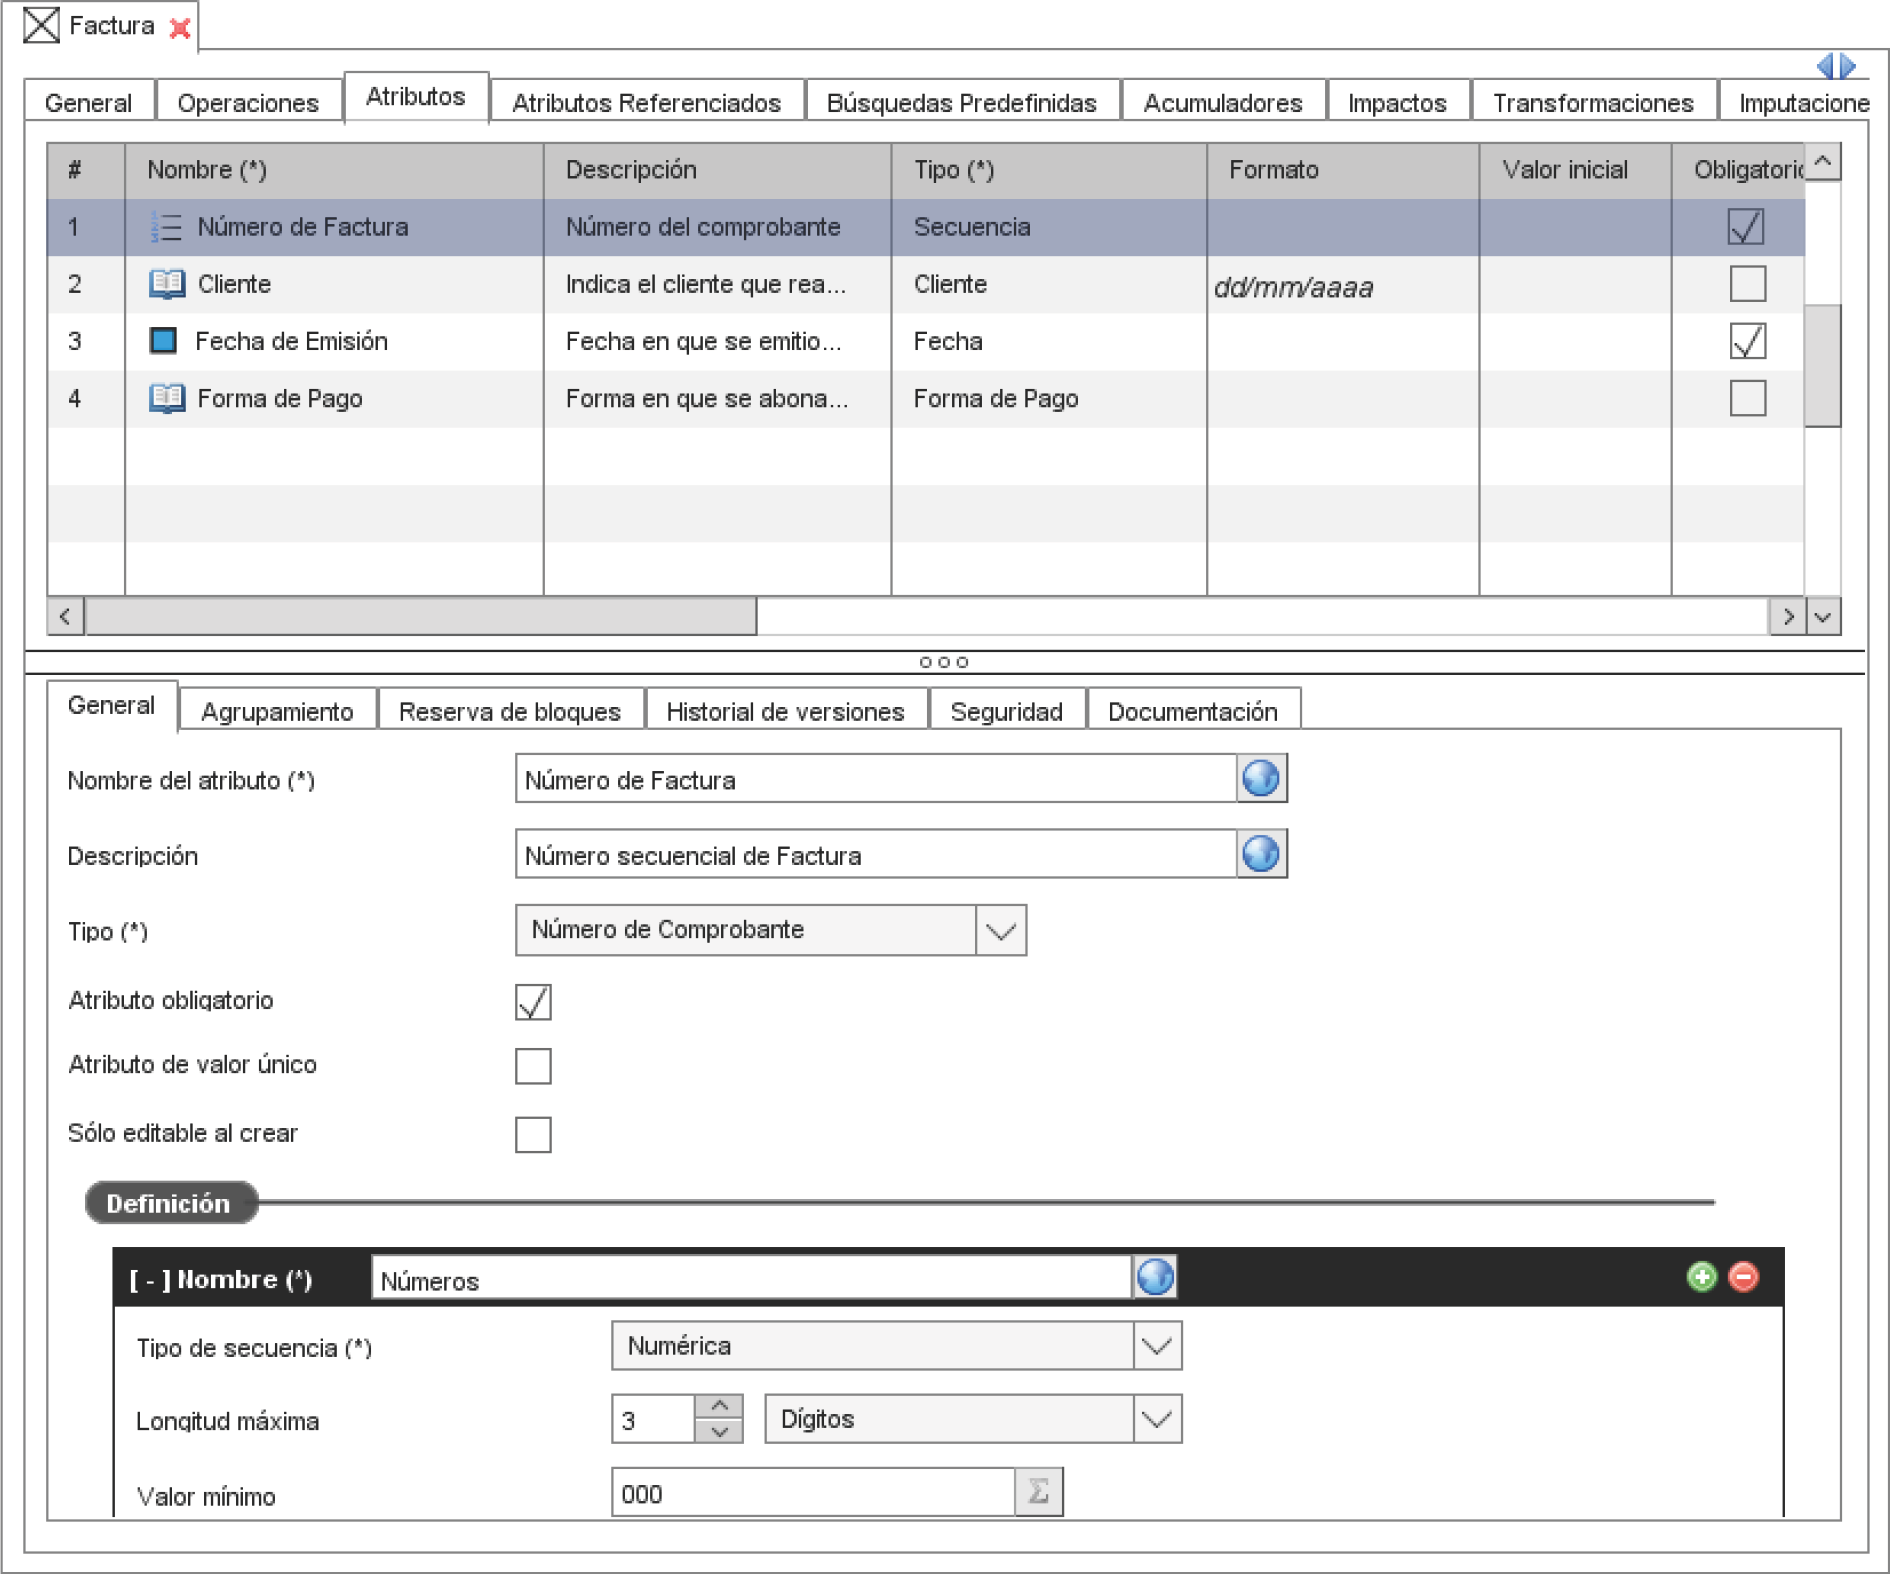 Factura
General Operaciones Atributos Atributos Referenciados Búsquedas Predefinidas Acumuladores Impactos Transformaciones Imputacione
# Nombre (*) Descripción Tipo (*) Formato Valor inicial Obligatorio
1 Número de Factura Número del comprobante Secuencia
2 Cliente Indica el cliente que rea... Cliente dd/mm/aaaa
3 Fecha de Emisión Fecha en que se emitio... Fecha
4 Forma de Pago Forma en que se abona... Forma de Pago
General Agrupamiento Reserva de bloques Historial de versiones Seguridad Documentación
Nombre del atributo (*) Número de Factura
Descripción Número secuencial de Factura
Tipo (*) Número de Comprobante
Atributo obligatorio
Atributo de valor único
Sólo editable al crear
Definición
[ - ] Nombre (*) Números
Tipo de secuencia (*) Numérica
Longitud máxima 3 Dígitos
Valor mínimo 000 Σ